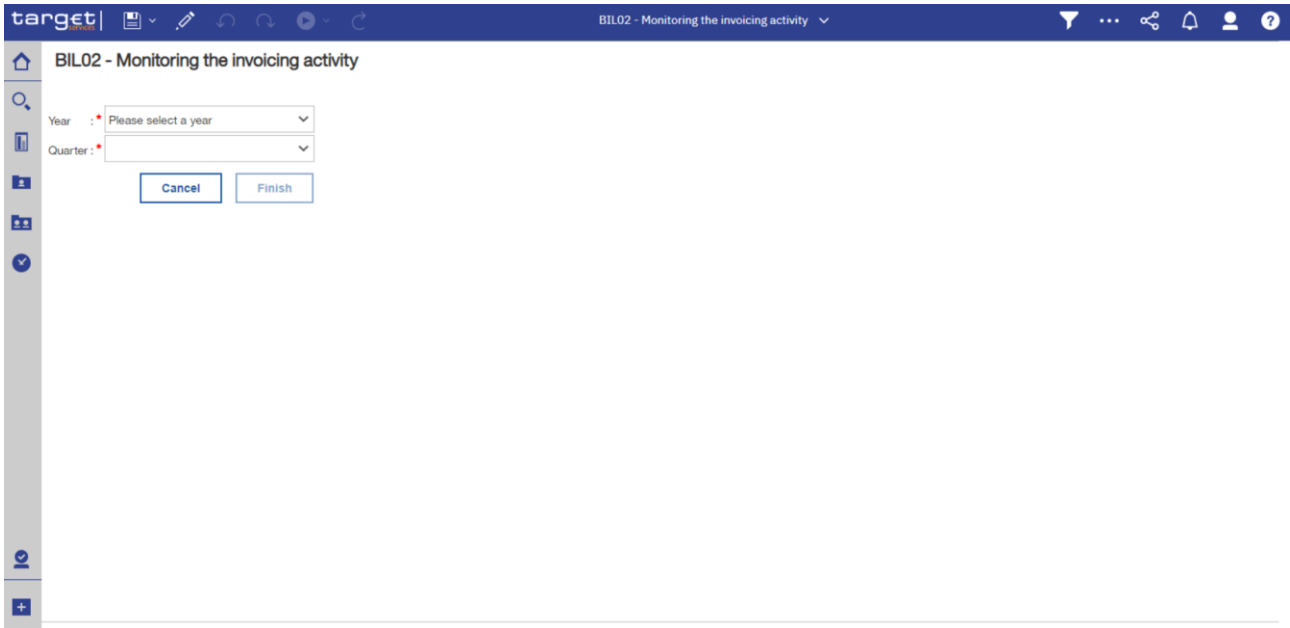 target|
services
BIL02 - Monitoring the invoicing activity
BIL02 - Monitoring the invoicing activity
Year :* Please select a year
Quarter :*
Cancel Finish